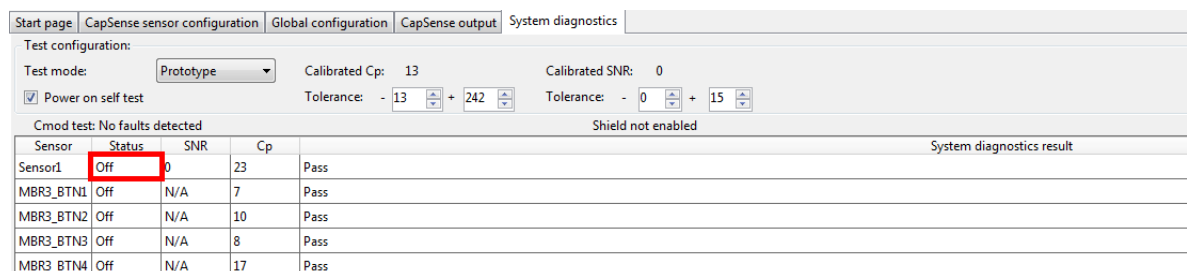 Start page CapSense sensor configuration Global configuration CapSense output System diagnostics
Test configuration:
Test mode: Prototype Calibrated Cp: 13 Calibrated SNR: 0
Power on self test Tolerance: - 13 + 242 Tolerance: - 0 + 15
Cmod test: No faults detected Shield not enabled
Sensor Status SNR Cp System diagnostics result
Sensor1 Off 0 23 Pass
MBR3_BTN1 Off N/A 7 Pass
MBR3_BTN2 Off N/A 10 Pass
MBR3_BTN3 Off N/A 8 Pass
MBR3_BTN4 Off N/A 17 Pass